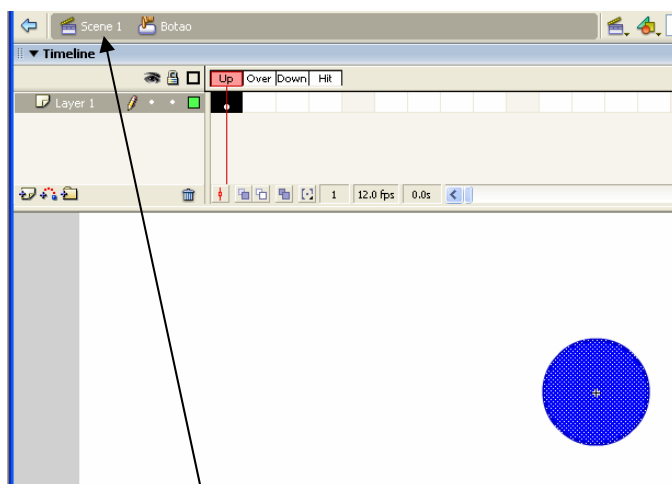 Scene 1 Botao
Timeline
Up Over Down Hit
Layer 1
1 12.0 fps 0.0s